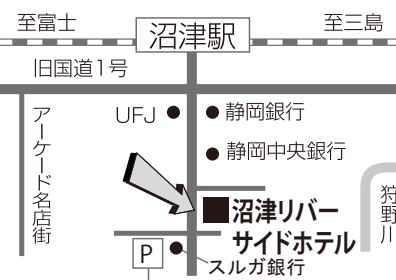 至富士
沼津駅
至三島
旧国道1号
UFJ
静岡銀行
静岡中央銀行
アーケード名店街
沼津リバー
サイドホテル
狩野川
P
スルガ銀行